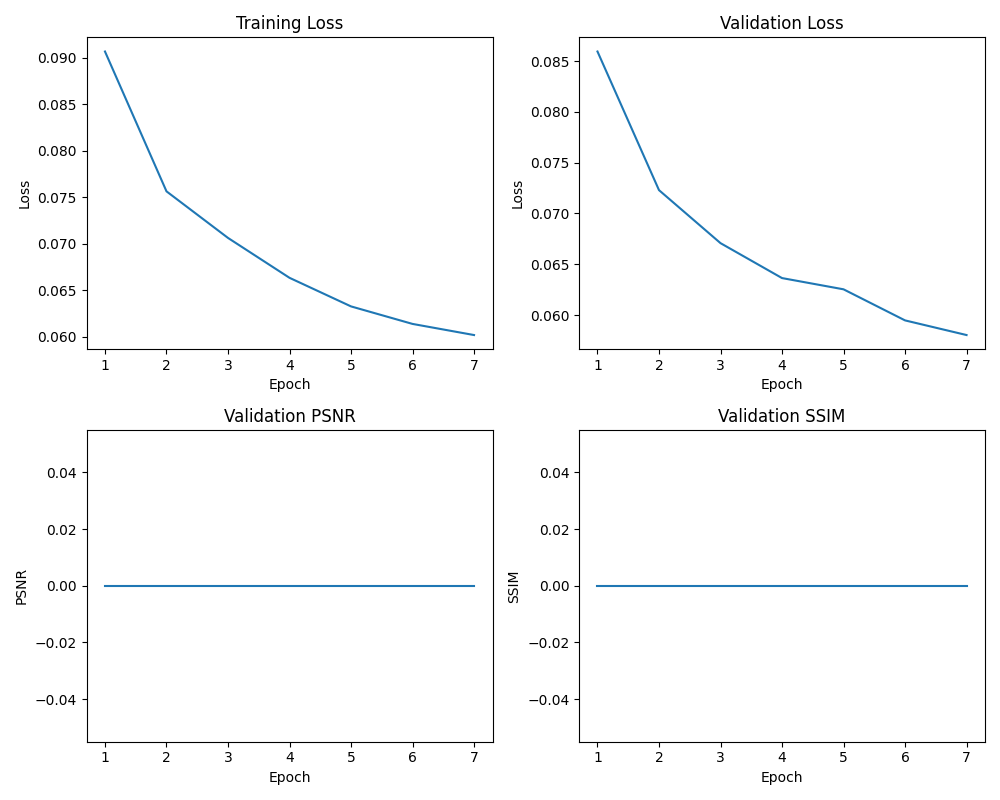 Training Loss
Loss
0.090
0.085
0.080
0.075
0.070
0.065
0.060
1 2 3 4 5 6 7
Epoch
Validation Loss
Loss
0.085
0.080
0.075
0.070
0.065
0.060
1 2 3 4 5 6 7
Epoch
Validation PSNR
PSNR
0.04
0.02
0.00
−0.02
−0.04
1 2 3 4 5 6 7
Epoch
Validation SSIM
SSIM
0.04
0.02
0.00
−0.02
−0.04
1 2 3 4 5 6 7
Epoch